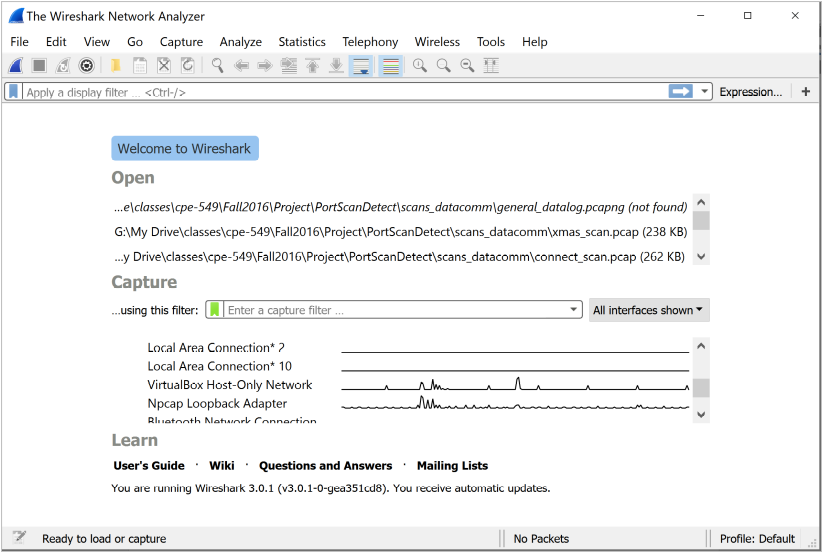 The Wireshark Network Analyzer
File Edit View Go Capture Analyze Statistics Telephony Wireless Tools Help
Apply a display filter ... <Ctrl-/> Expression... +
Welcome to Wireshark
Open
...e\classes\cpe-549\Fall2016\Project\PortScanDetect\scans_datacomm\general_datalog.pcapng (not found)
G:\My Drive\classes\cpe-549\Fall2016\Project\PortScanDetect\scans_datacomm\xmas_scan.pcap (238 KB)
...y Drive\classes\cpe-549\Fall2016\Project\PortScanDetect\scans_datacomm\connect_scan.pcap (262 KB)
Capture
...using this filter: Enter a capture filter ... All interfaces shown
Local Area Connection* 2
Local Area Connection* 10
VirtualBox Host-Only Network
Npcap Loopback Adapter
Bluetooth Network Connection
Learn
User's Guide · Wiki · Questions and Answers · Mailing Lists
You are running Wireshark 3.0.1 (v3.0.1-0-gea351cd8). You receive automatic updates.
Ready to load or capture No Packets Profile: Default